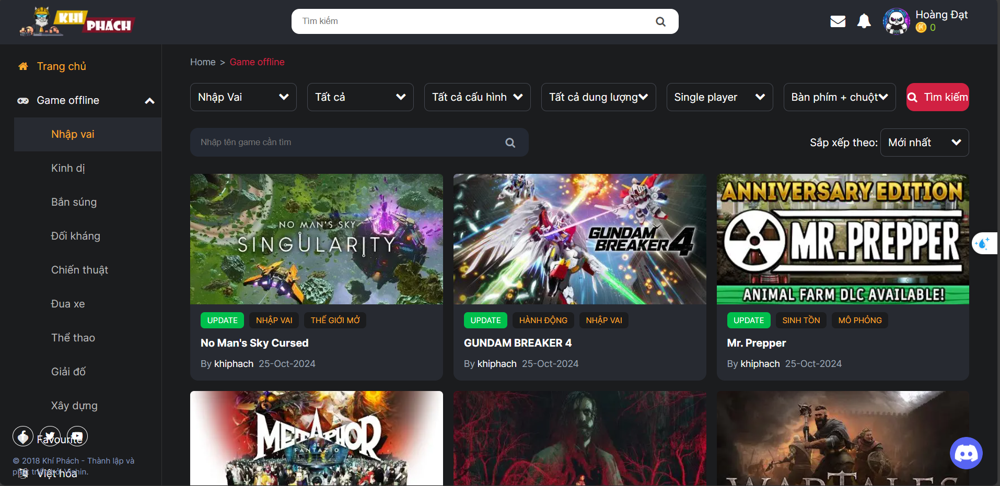 KHÍ PHÁCH
Tìm kiếm
Hoàng Đạt
0
Trang chủ
Game offline
Nhập vai
Kinh dị
Bắn súng
Đối kháng
Chiến thuật
Đua xe
Thể thao
Giải đố
Xây dựng
Favourite
© 2018 Khí Phách - Thành lập và
phát triển bởi Vishin.
Việt hóa
Home > Game offline
Nhập Vai
Tất cả
Tất cả cấu hình
Tất cả dung lượng
Single player
Bàn phím + chuột
Tìm kiếm
Nhập tên game cần tìm
Sắp xếp theo:
Mới nhất
NO MAN'S SKY
SINGULARITY
UPDATE NHẬP VAI THẾ GIỚI MỞ
No Man's Sky Cursed
By khiphach 25-Oct-2024
GUNDAM
BREAKER 4
UPDATE HÀNH ĐỘNG NHẬP VAI
GUNDAM BREAKER 4
By khiphach 25-Oct-2024
ANNIVERSARY EDITION
MR.PREPPER
ANIMAL FARM DLC AVAILABLE!
UPDATE SINH TỒN MÔ PHỎNG
Mr. Prepper
By khiphach 25-Oct-2024
METAPHOR
RE
FANTAZIO
WARTALES